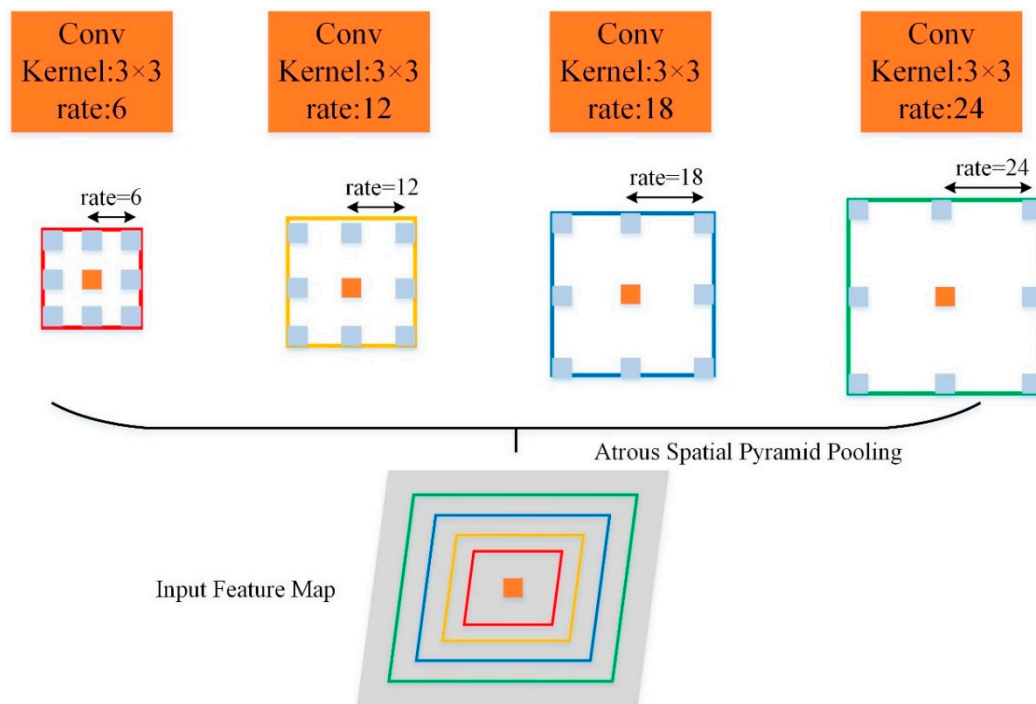 Conv
Kernel:3×3
rate:6
Conv
Kernel:3×3
rate:12
Conv
Kernel:3×3
rate:18
Conv
Kernel:3×3
rate:24
rate=6
rate=12
rate=18
rate=24
Atrous Spatial Pyramid Pooling
Input Feature Map